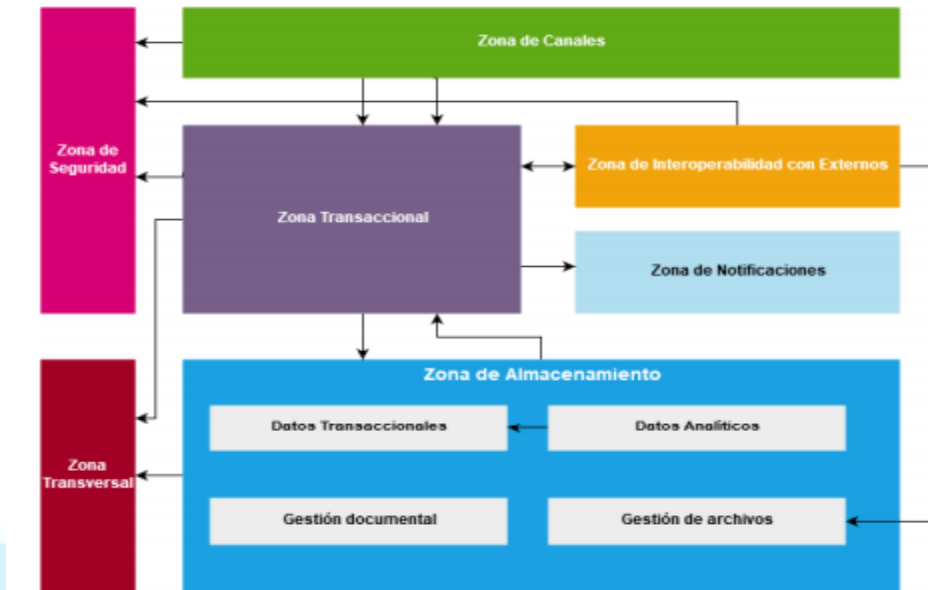 Zona de Canales
Zona de
Seguridad
Zona de Interoperabilidad con Externos
Zona Transaccional
Zona de Notificaciones
Zona de Almacenamiento
Datos Transaccionales
Datos Analíticos
Zona
Transversal
Gestión documental
Gestión de archivos